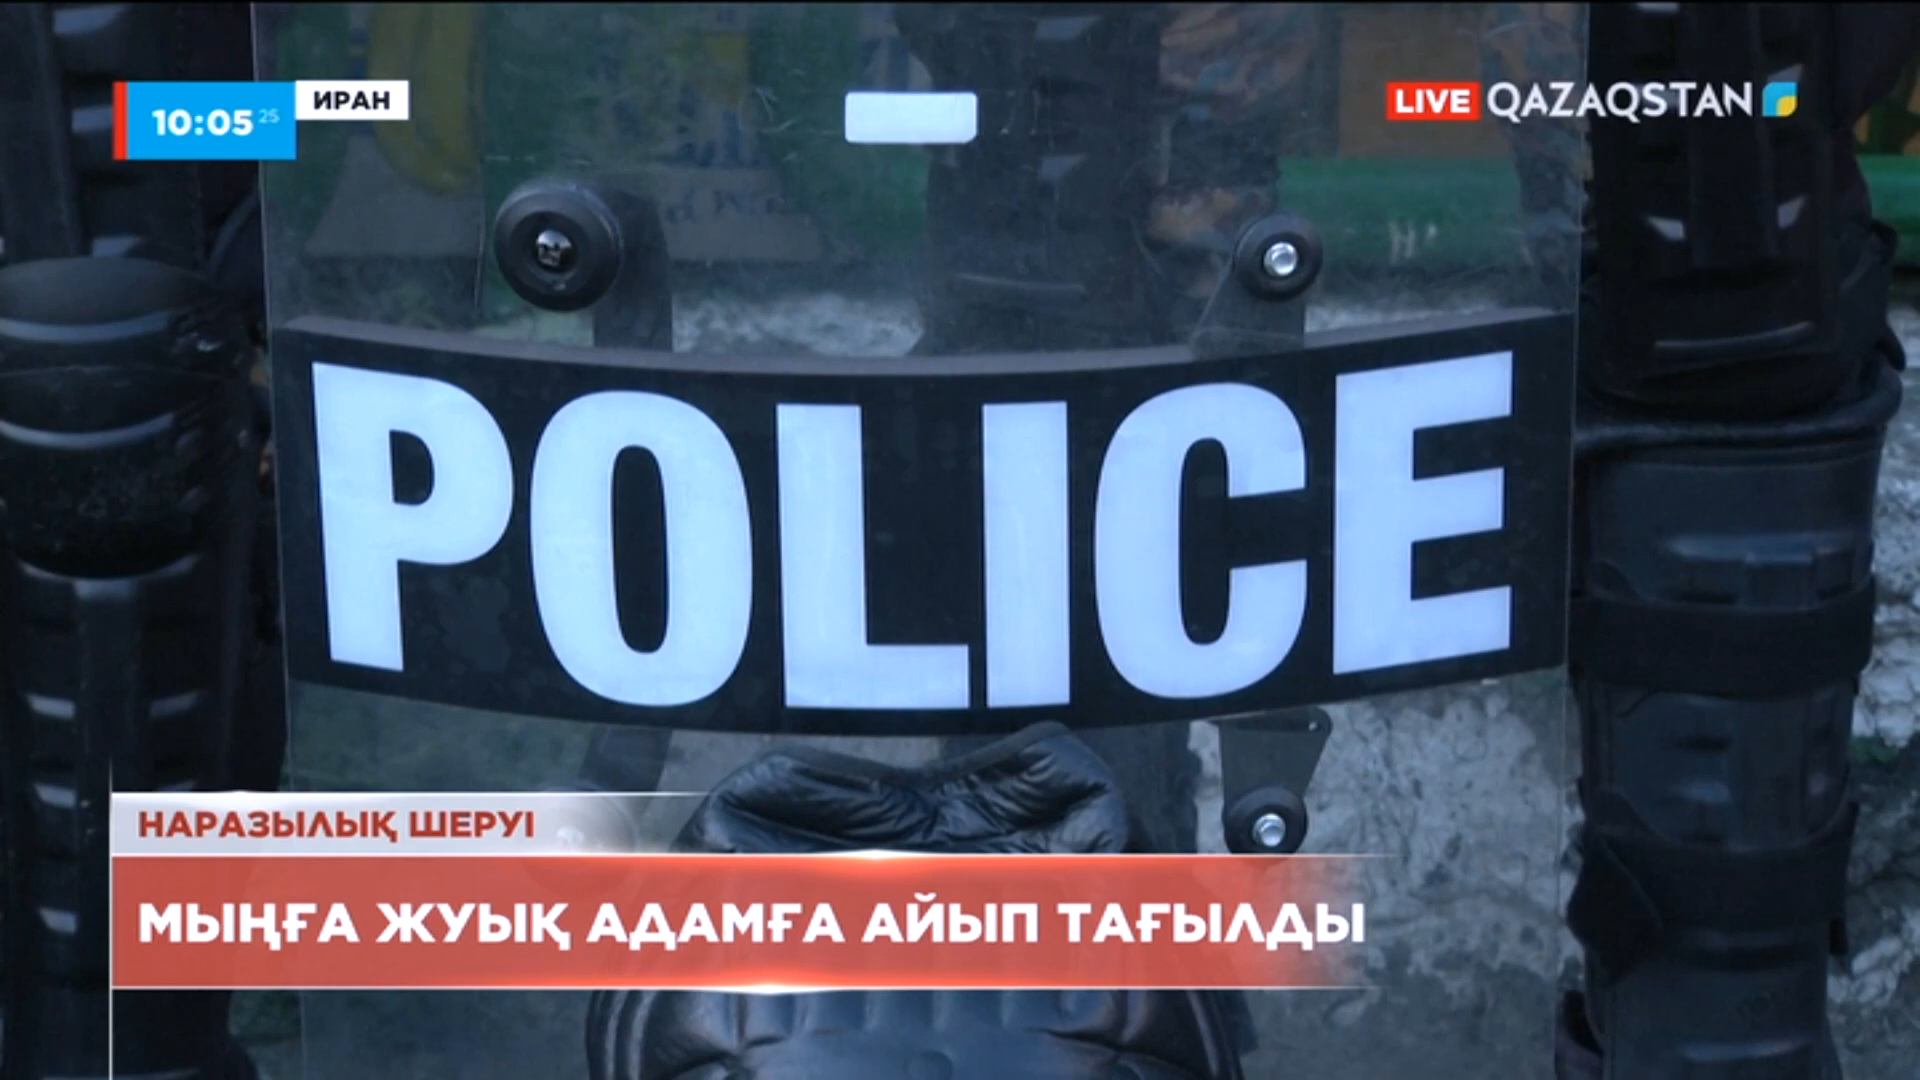 10:05 25
ИРАН
LIVE QAZAQSTAN
POLICE
НАРАЗЫЛЫҚ ШЕРУІ
МЫҢҒА ЖУЫҚ АДАМҒА АЙЫП ТАҒЫЛДЫ